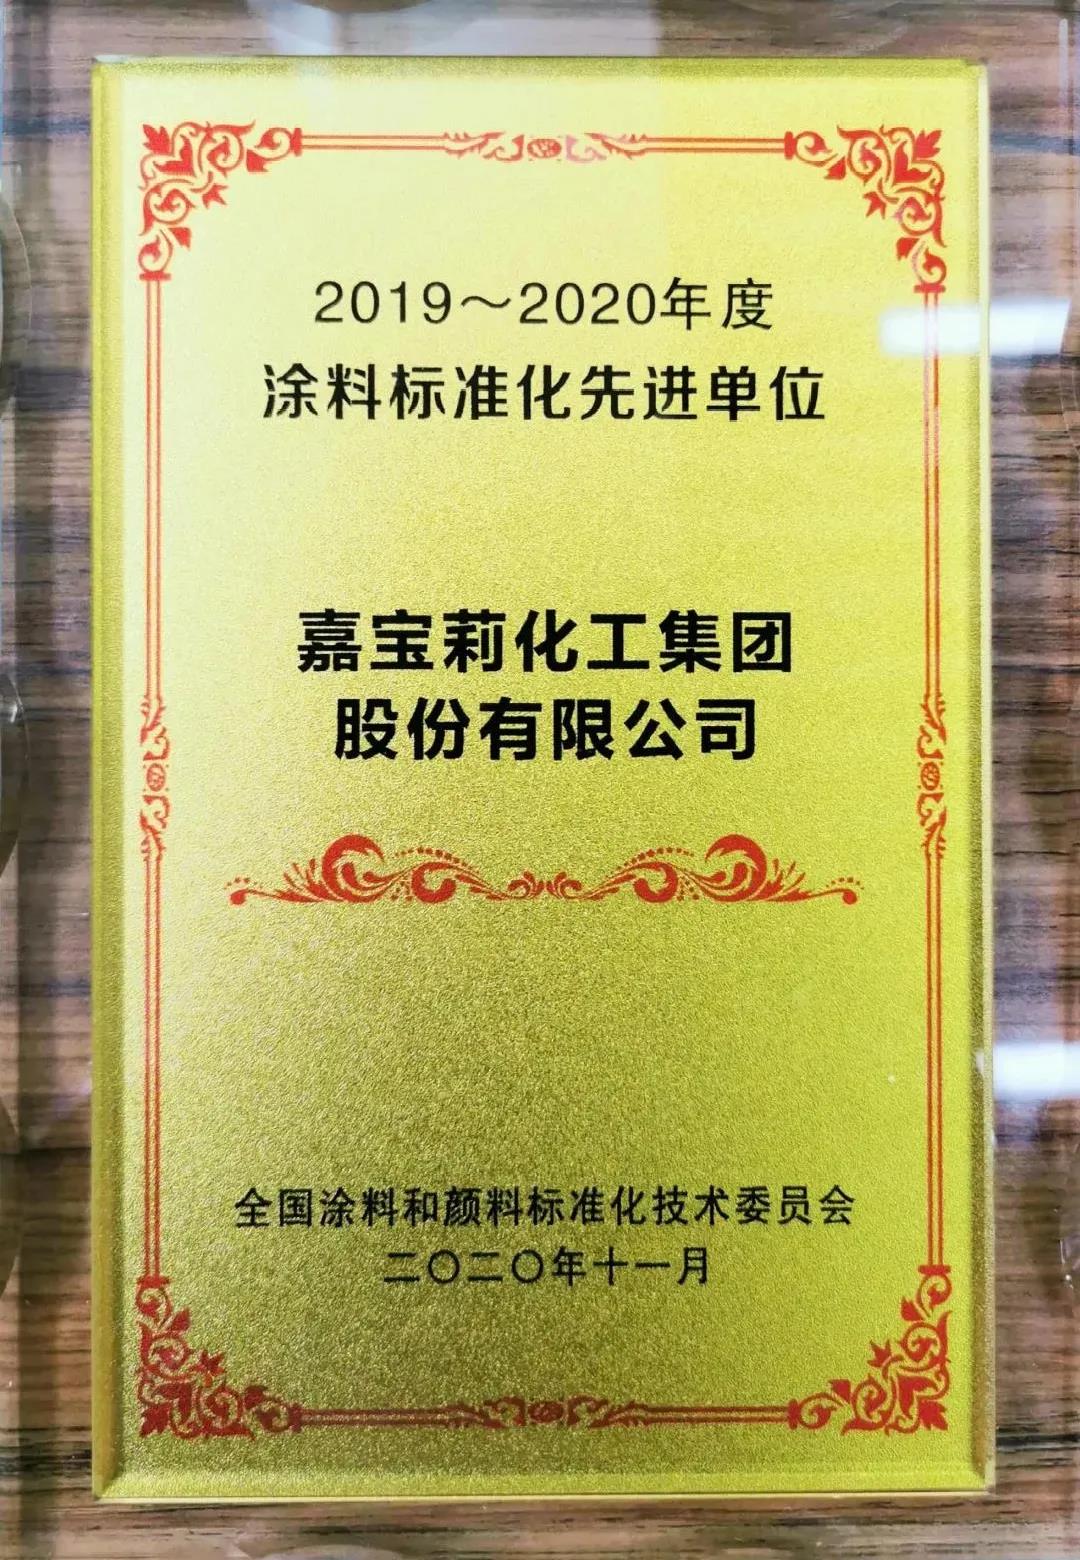 2019～2020年度
涂料标准化先进单位
嘉宝莉化工集团
股份有限公司
全国涂料和颜料标准化技术委员会
二〇二〇年十一月